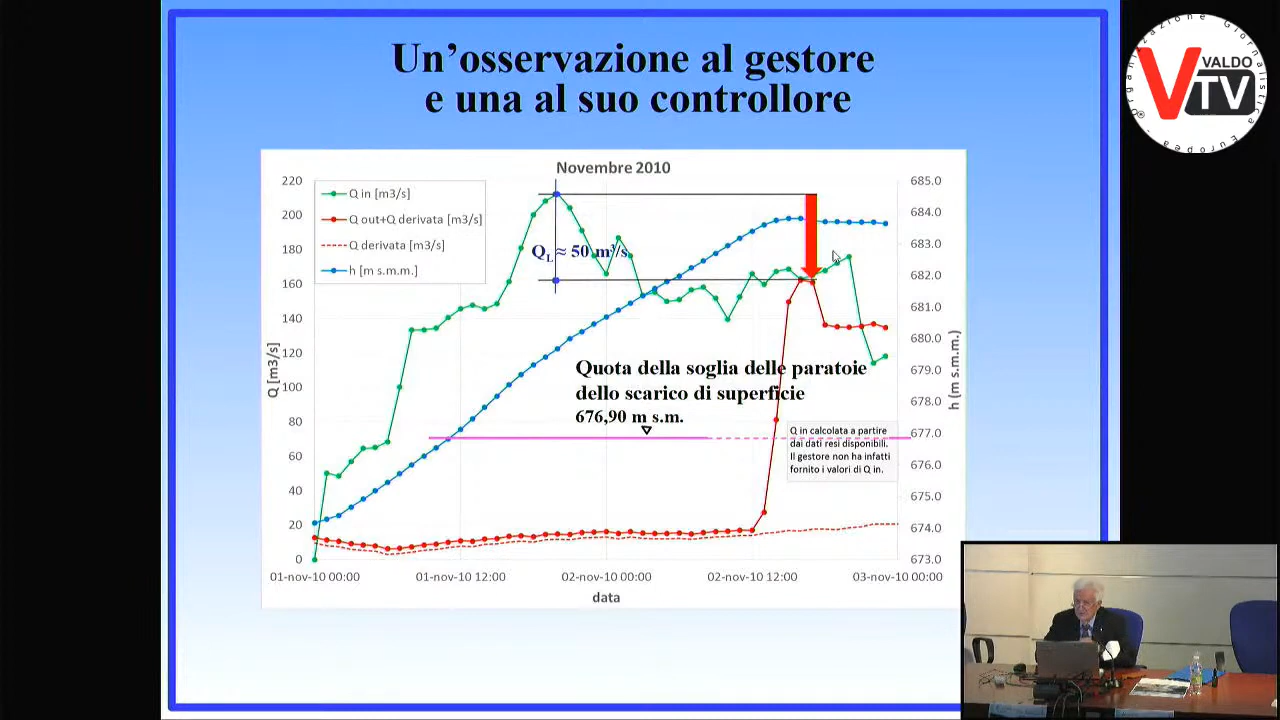 Un'osservazione al gestore
e una al suo controllore
VALDO
TV
Organizzazione Giornalistica Europea
Novembre 2010
220
200
180
160
140
120
100
80
60
40
20
0
Q [m3/s]
Q in [m3/s]
Q out+Q derivata [m3/s]
Q derivata [m3/s]
h [m s.m.m.]
QL ≈ 50 m³/s
Quota della soglia delle paratoie
dello scarico di superficie
676,90 m s.m.
Q in calcolata a partire
dai dati resi disponibili.
Il gestore non ha infatti
fornito i valori di Q in.
685.0
684.0
683.0
682.0
681.0
680.0
679.0
678.0
677.0
676.0
675.0
674.0
673.0
h (m s.m.m.)
01-nov-10 00:00
01-nov-10 12:00
02-nov-10 00:00
02-nov-10 12:00
03-nov-10 00:00
data